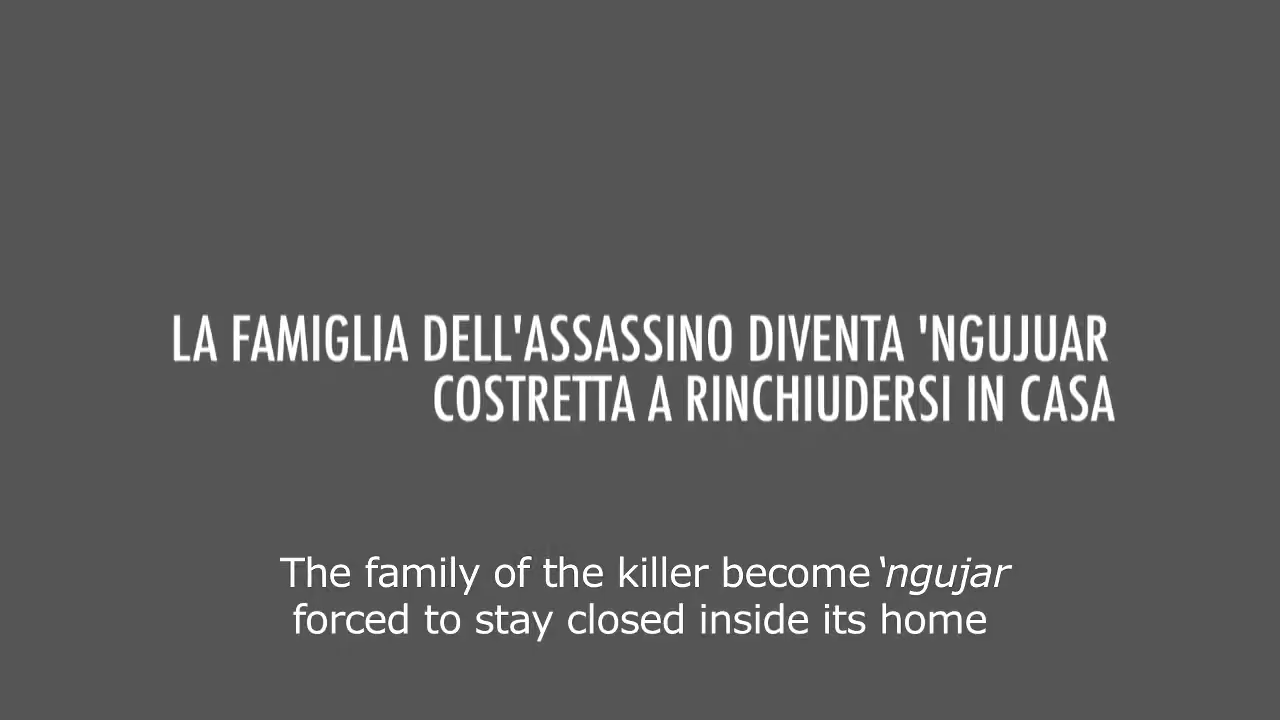 LA FAMIGLIA DELL'ASSASSINO DIVENTA 'NGUJUAR
COSTRETTA A RINCHIUDERSI IN CASA
The family of the killer become ‘ngujar
forced to stay closed inside its home